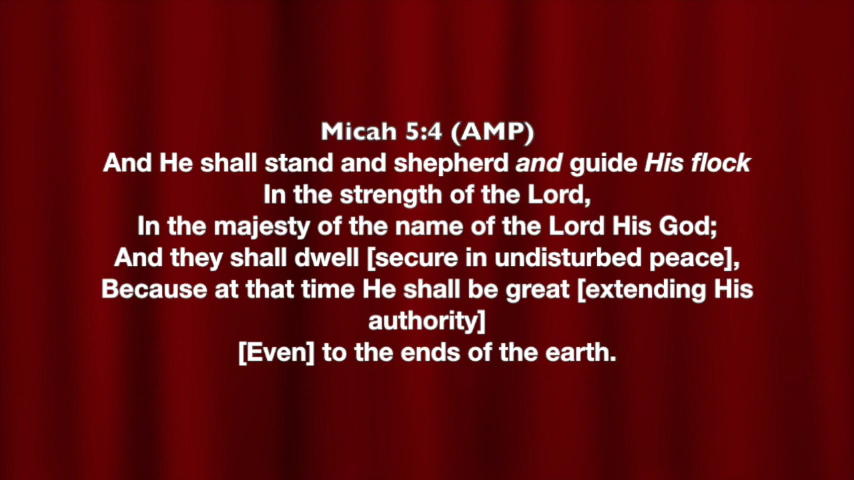 Micah 5:4 (AMP)
And He shall stand and shepherd and guide His flock
In the strength of the Lord,
In the majesty of the name of the Lord His God;
And they shall dwell [secure in undisturbed peace],
Because at that time He shall be great [extending His
authority]
[Even] to the ends of the earth.